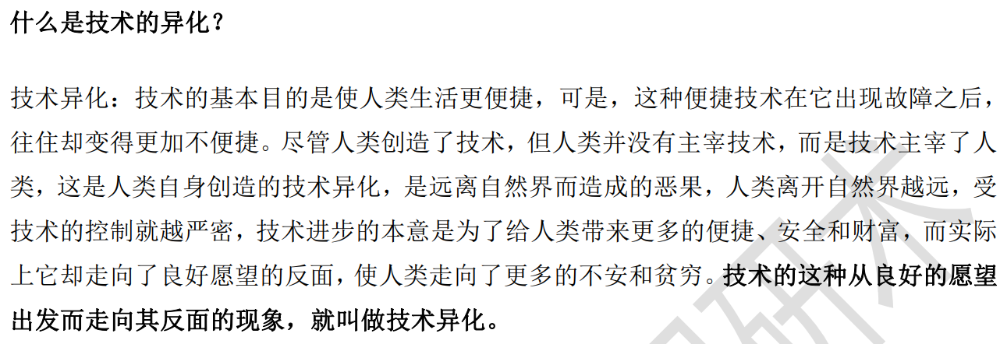 什么是技术的异化？
技术异化：技术的基本目的是使人类生活更便捷，可是，这种便捷技术在它出现故障之后，
往住却变得更加不便捷。尽管人类创造了技术，但人类并没有主宰技术，而是技术主宰了人
类，这是人类自身创造的技术异化，是远离自然界而造成的恶果，人类离开自然界越远，受
技术的控制就越严密，技术进步的本意是为了给人类带来更多的便捷、安全和财富，而实际
上它却走向了良好愿望的反面，使人类走向了更多的不安和贫穷。技术的这种从良好的愿望
出发而走向其反面的现象，就叫做技术异化。
研术